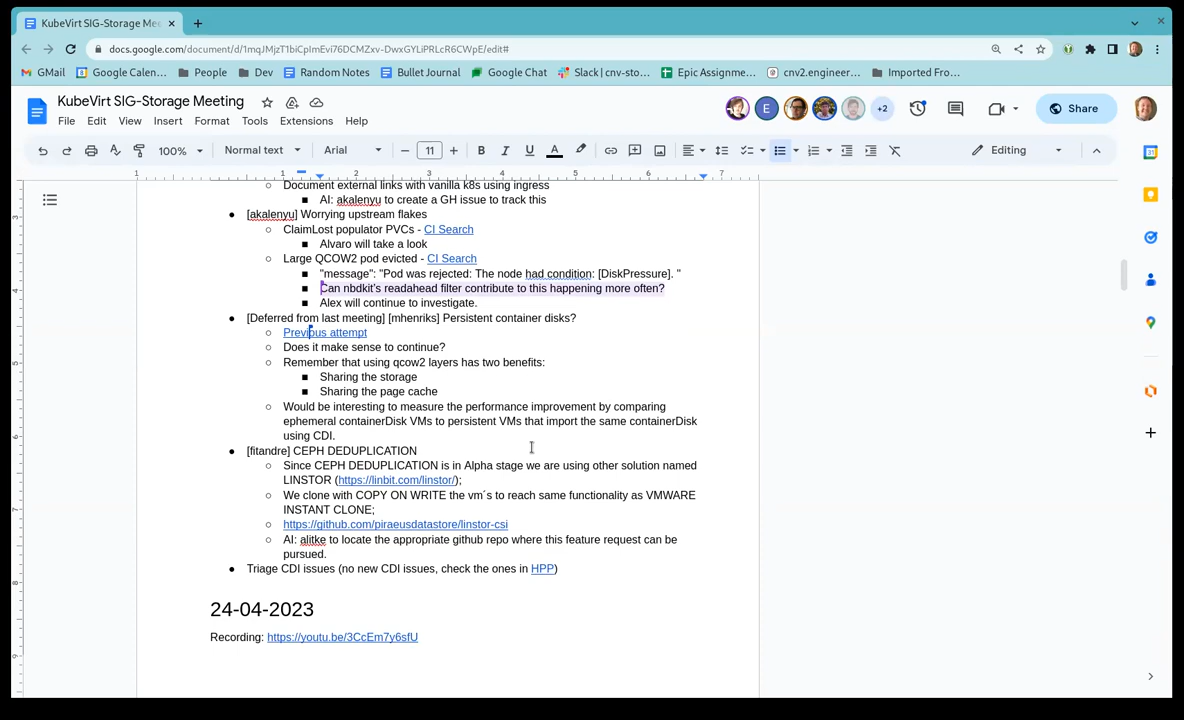 KubeVirt SIG-Storage Mee
docs.google.com/document/d/1mqJMjzT1biCpImEvi76DCMZxv-DwxGYLiPRLcR6CWpE/edit#
GMail
Google Calen…
People
Dev
Random Notes
Bullet Journal
Google Chat
Slack | cnv-sto…
Epic Assignme…
cnv2.engineer…
Imported Fro…
KubeVirt SIG-Storage Meeting
File Edit View Insert Format Tools Extensions Help
E
+2
Share
100%
Normal text
Arial
11
Editing
1 1 2 3 4 5 6 7
Document external links with vanilla k8s using ingress
AI: akalenyu to create a GH issue to track this
[akalenyu] Worrying upstream flakes
ClaimLost populator PVCs - CI Search
Alvaro will take a look
Large QCOW2 pod evicted - CI Search
"message": "Pod was rejected: The node had condition: [DiskPressure]. "
Can nbdkit's readahead filter contribute to this happening more often?
Alex will continue to investigate.
[Deferred from last meeting] [mhenriks] Persistent container disks?
Previous attempt
Does it make sense to continue?
Remember that using qcow2 layers has two benefits:
Sharing the storage
Sharing the page cache
Would be interesting to measure the performance improvement by comparing
ephemeral containerDisk VMs to persistent VMs that import the same containerDisk
using CDI.
[fitandre] CEPH DEDUPLICATION
Since CEPH DEDUPLICATION is in Alpha stage we are using other solution named
LINSTOR (https://linbit.com/linstor/);
We clone with COPY ON WRITE the vm´s to reach same functionality as VMWARE
INSTANT CLONE;
https://github.com/piraeusdatastore/linstor-csi
AI: alitke to locate the appropriate github repo where this feature request can be
pursued.
Triage CDI issues (no new CDI issues, check the ones in HPP)
24-04-2023
Recording: https://youtu.be/3CcEm7y6sfU